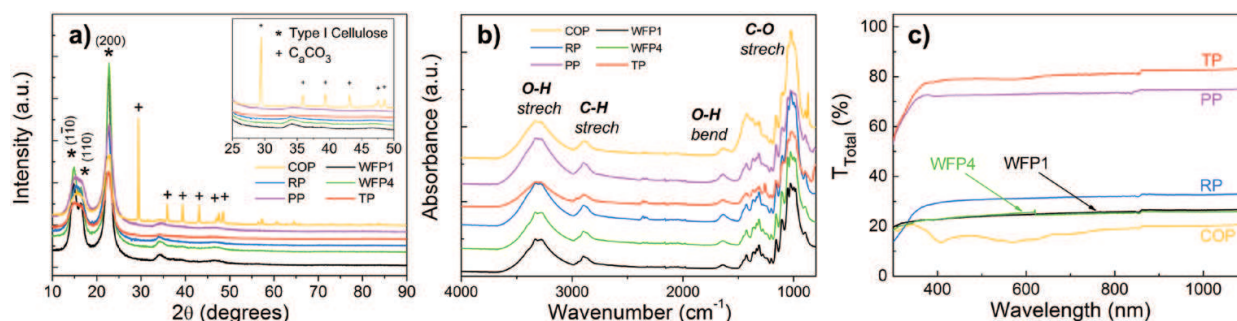 a)
* Type I Cellulose
+ CaCO3
(200)
(1-10)
(110)
25 30 35 40 45 50
COP WFP1
RP WFP4
PP TP
Intensity (a.u.)
10 20 30 40 50 60 70 80 90
2θ (degrees)
b)
COP WFP1
RP WFP4
PP TP
C-O
strech
O-H
strech
C-H
strech
O-H
bend
Absorbance (a.u.)
4000 3000 2000 1000
Wavenumber (cm-1)
c)
TTotal (%)
100
80
60
40
20
0
TP
PP
WFP4
WFP1
RP
COP
400 600 800 1000
Wavelength (nm)